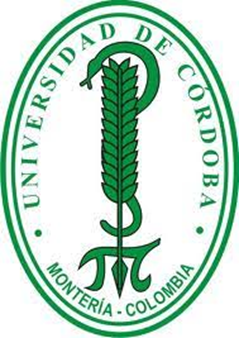 · UNIVERSIDAD DE CÓRDOBA ·
MONTERÍA - COLOMBIA